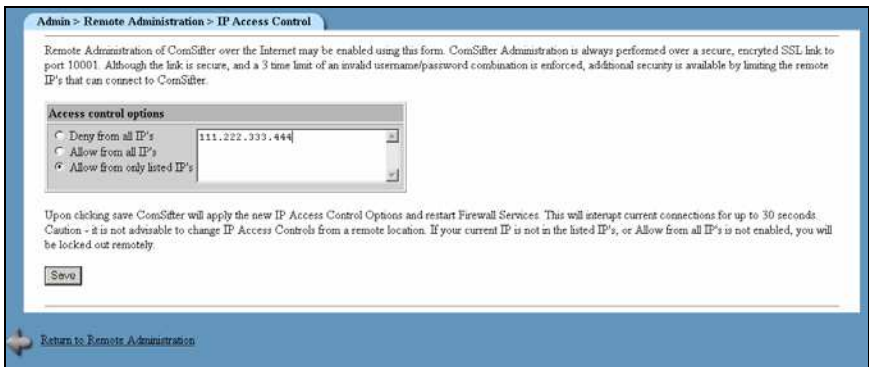 Admin > Remote Administration > IP Access Control
Remote Administration of ComSifter over the Internet may be enabled using this form. ComSifter Administration is always performed over a secure, encryted SSL link to
port 10001. Although the link is secure, and a 3 time limit of an invalid username/password combination is enforced, additional security is available by limiting the remote
IP's that can connect to ComSifter.
Access control options
Deny from all IP's
111.222.333.444
Allow from all IP's
Allow from only listed IP's
Upon clicking save ComSifter will apply the new IP Access Control Options and restart Firewall Services. This will interupt current connections for up to 30 seconds.
Caution - it is not advisable to change IP Access Controls from a remote location. If your current IP is not in the listed IP's, or Allow from all IP's is not enabled, you will
be locked out remotely.
Save
Return to Remote Administration